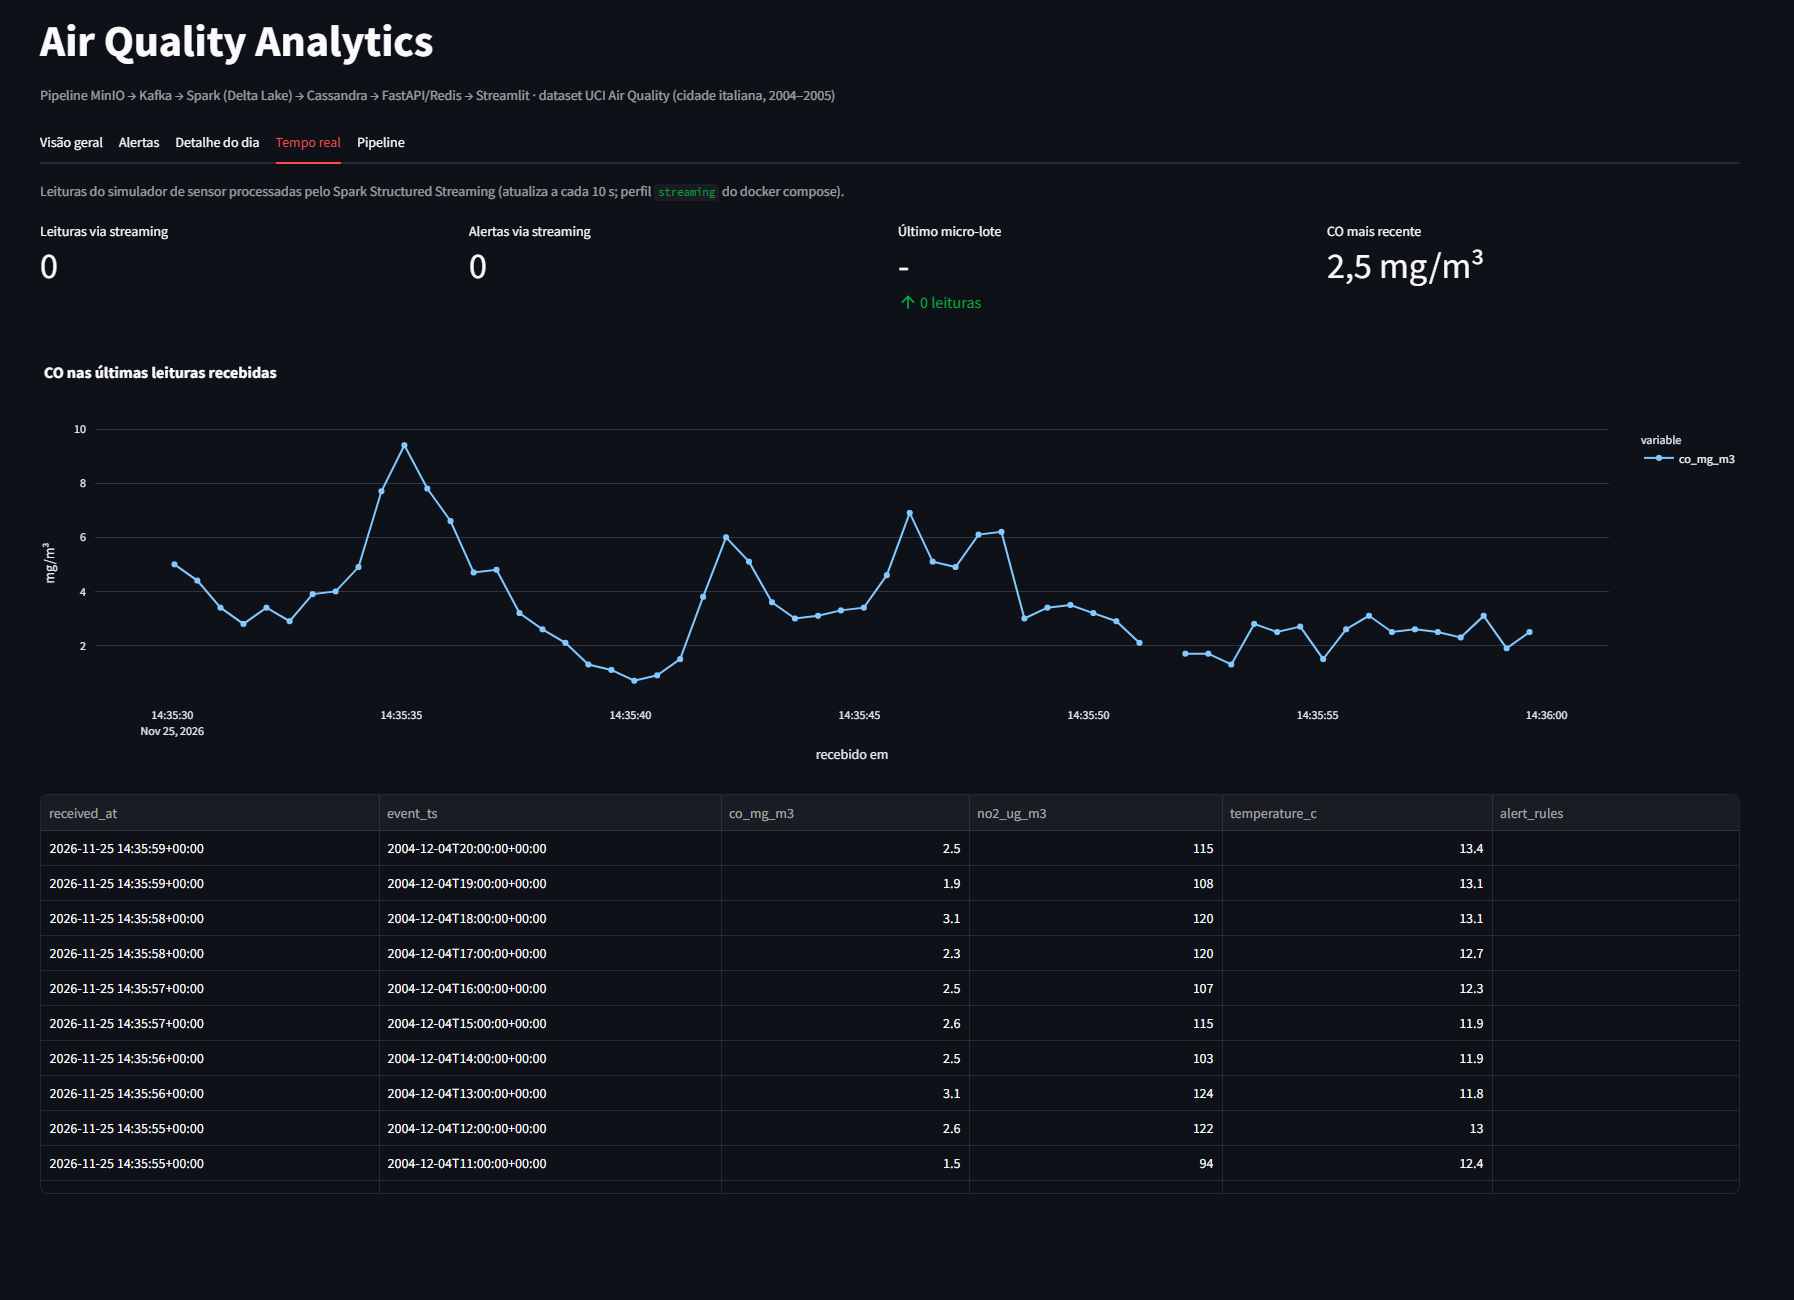 Air Quality Analytics
Pipeline MinIO → Kafka → Spark (Delta Lake) → Cassandra → FastAPI/Redis → Streamlit · dataset UCI Air Quality (cidade italiana, 2004–2005)
Visão geral Alertas Detalhe do dia Tempo real Pipeline
Leituras do simulador de sensor processadas pelo Spark Structured Streaming (atualiza a cada 10 s; perfil streaming do docker compose).
Leituras via streaming Alertas via streaming Último micro-lote CO mais recente
0 0 - 2,5 mg/m³
↑ 0 leituras
CO nas últimas leituras recebidas
10
8
6
4
2
mg/m³
variable
co_mg_m3
14:35:30 14:35:35 14:35:40 14:35:45 14:35:50 14:35:55 14:36:00
Nov 25, 2026
recebido em
received_at event_ts co_mg_m3 no2_ug_m3 temperature_c alert_rules
2026-11-25 14:35:59+00:00 2004-12-04T20:00:00+00:00 2.5 115 13.4
2026-11-25 14:35:59+00:00 2004-12-04T19:00:00+00:00 1.9 108 13.1
2026-11-25 14:35:58+00:00 2004-12-04T18:00:00+00:00 3.1 120 13.1
2026-11-25 14:35:58+00:00 2004-12-04T17:00:00+00:00 2.3 120 12.7
2026-11-25 14:35:57+00:00 2004-12-04T16:00:00+00:00 2.5 107 12.3
2026-11-25 14:35:57+00:00 2004-12-04T15:00:00+00:00 2.6 115 11.9
2026-11-25 14:35:56+00:00 2004-12-04T14:00:00+00:00 2.5 103 11.9
2026-11-25 14:35:56+00:00 2004-12-04T13:00:00+00:00 3.1 124 11.8
2026-11-25 14:35:55+00:00 2004-12-04T12:00:00+00:00 2.6 122 13
2026-11-25 14:35:55+00:00 2004-12-04T11:00:00+00:00 1.5 94 12.4